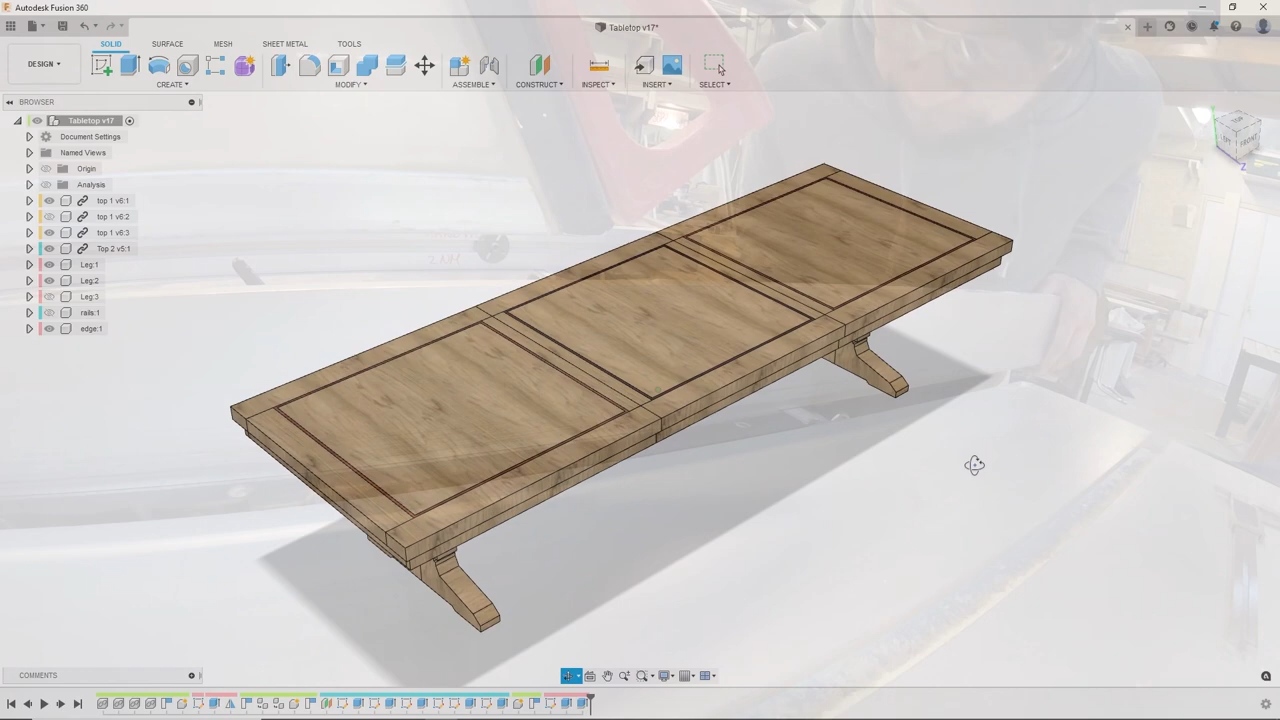 Autodesk Fusion 360
Tabletop v17*
SOLID SURFACE MESH SHEET METAL TOOLS
DESIGN
CREATE MODIFY ASSEMBLE CONSTRUCT INSPECT INSERT SELECT
BROWSER
Tabletop v17
Document Settings
Named Views
Origin
Analysis
top 1 v6:1
top 1 v6:2
top 1 v6:3
Top 2 v5:1
Leg:1
Leg:2
Leg:3
rails:1
edge:1
TOP
FRONT
Z
COMMENTS